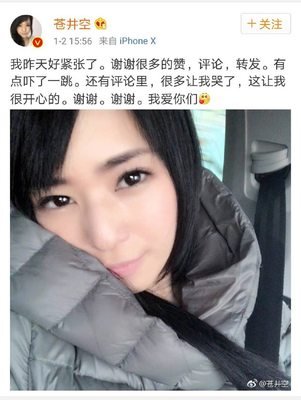 苍井空
+关注
1-2 15:56 来自 iPhone X
我昨天好紧张了。谢谢很多的赞，评论，转发。有
点吓了一跳。还有评论里，很多让我哭了，这让我
很开心的。谢谢。谢谢。我爱你们
@苍井空